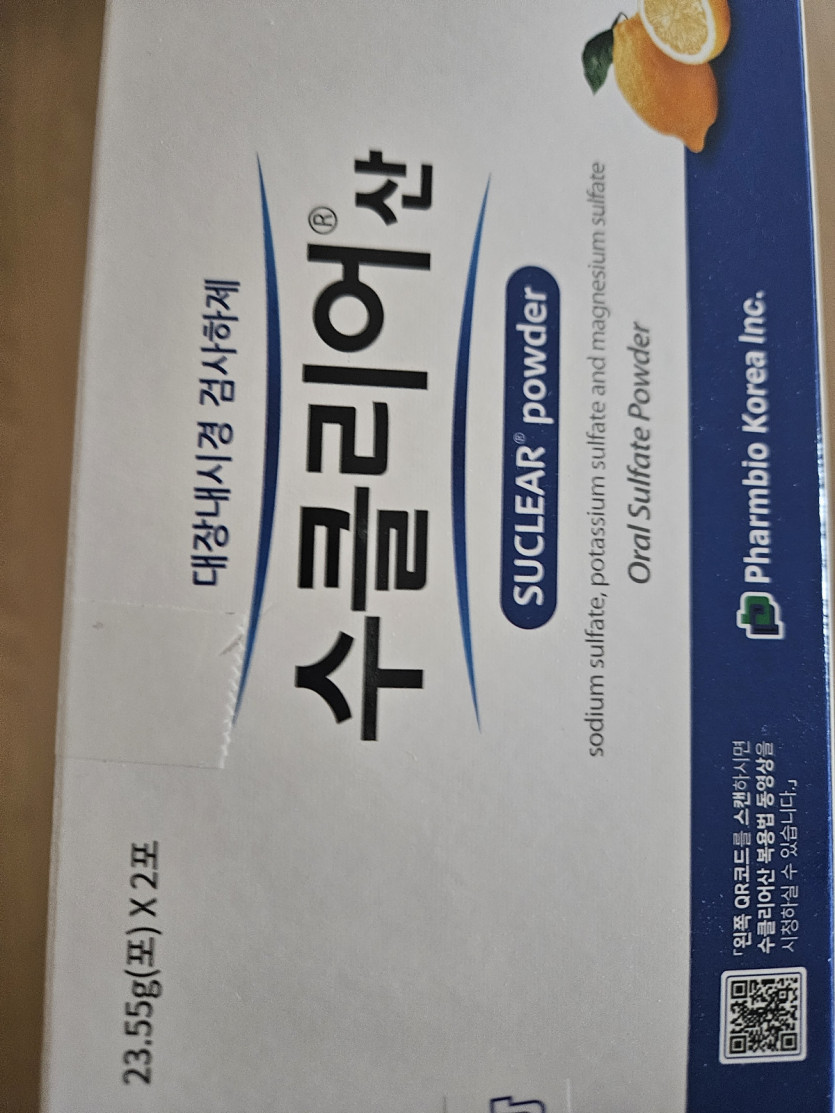 23.55g(포) X 2포
대장내시경 검사하제
수클리어® 산
SUCLEAR® powder
sodium sulfate, potassium sulfate and magnesium sulfate
Oral Sulfate Powder
「왼쪽 QR코드를 스캔하시면
수클리어산 복용법 동영상을
시청하실 수 있습니다.」
Pharmbio Korea Inc.